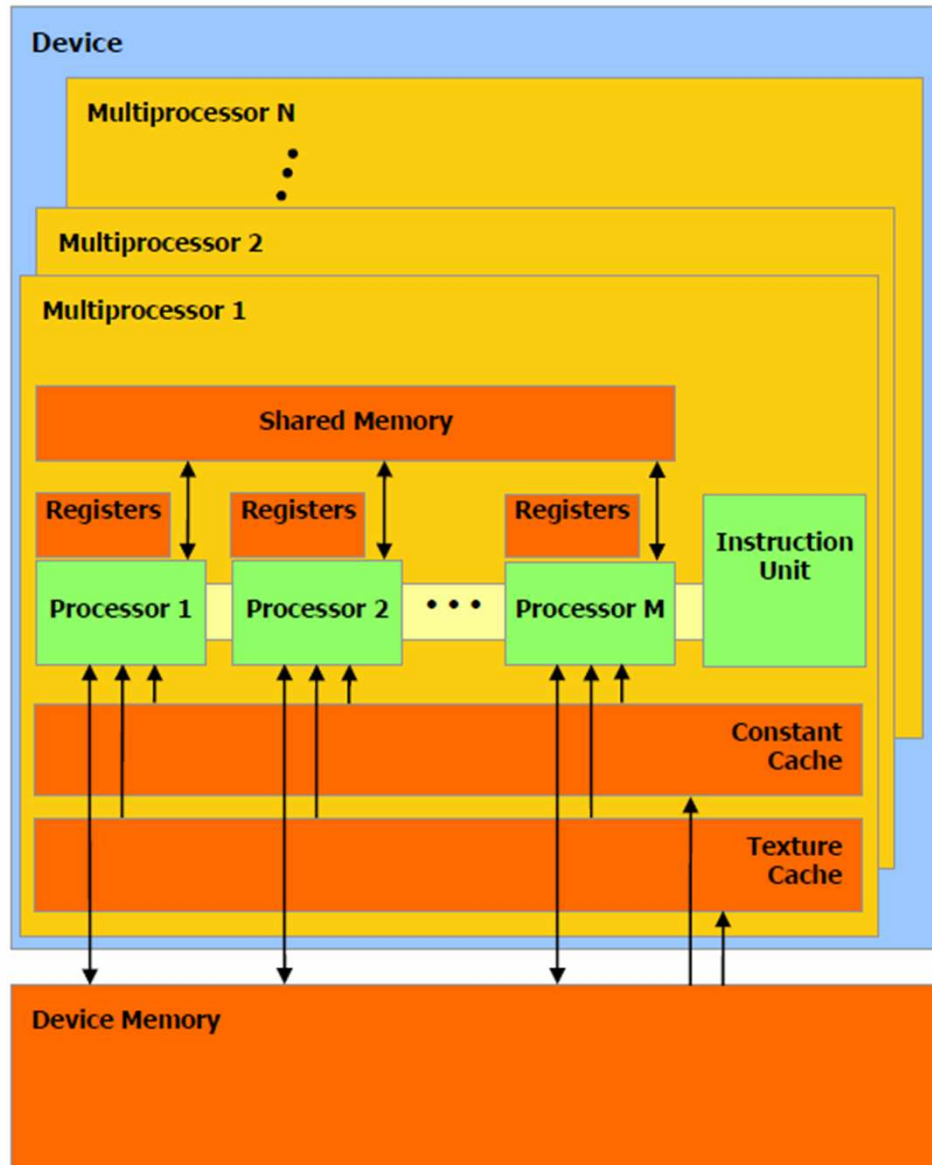 Device
Multiprocessor N
Multiprocessor 2
Multiprocessor 1
Shared Memory
Registers
Registers
Registers
Instruction
Unit
Processor 1
Processor 2
Processor M
Constant
Cache
Texture
Cache
Device Memory